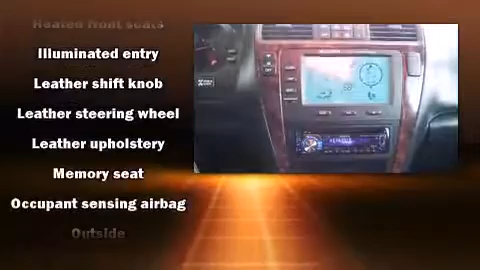 Heated front seats
Illuminated entry
Leather shift knob
Leather steering wheel
Leather upholstery
Memory seat
Occupant sensing airbag
Outside